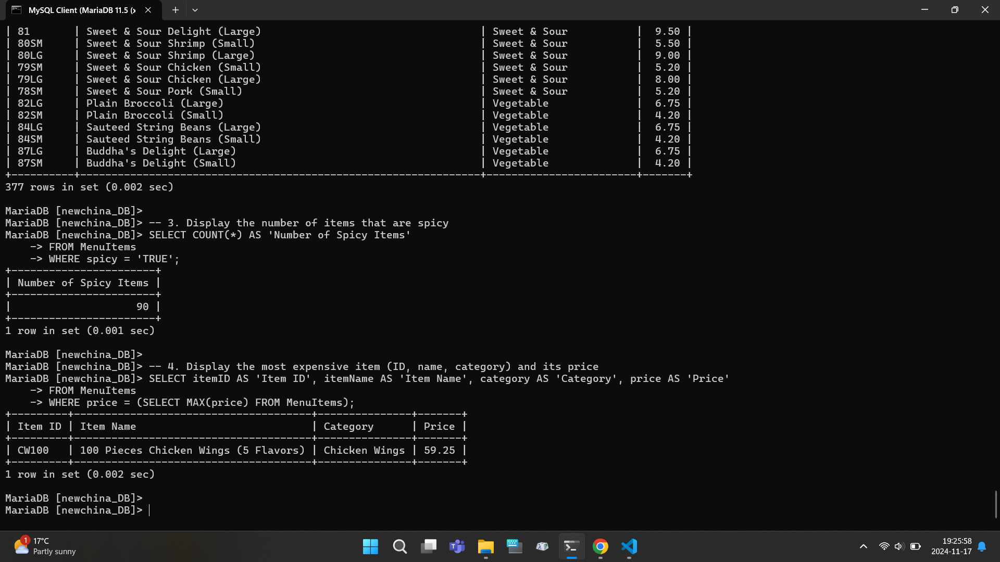 MySQL Client (MariaDB 11.5 (x
| 81       | Sweet & Sour Delight (Large)                                   | Sweet & Sour           |  9.50 |
| 80SM     | Sweet & Sour Shrimp (Small)                                    | Sweet & Sour           |  5.50 |
| 80LG     | Sweet & Sour Shrimp (Large)                                    | Sweet & Sour           |  9.00 |
| 79SM     | Sweet & Sour Chicken (Small)                                   | Sweet & Sour           |  5.20 |
| 79LG     | Sweet & Sour Chicken (Large)                                   | Sweet & Sour           |  8.00 |
| 78SM     | Sweet & Sour Pork (Small)                                      | Sweet & Sour           |  5.20 |
| 82LG     | Plain Broccoli (Large)                                         | Vegetable              |  6.75 |
| 82SM     | Plain Broccoli (Small)                                         | Vegetable              |  4.20 |
| 84LG     | Sauteed String Beans (Large)                                   | Vegetable              |  6.75 |
| 84SM     | Sauteed String Beans (Small)                                   | Vegetable              |  4.20 |
| 87LG     | Buddha's Delight (Large)                                       | Vegetable              |  6.75 |
| 87SM     | Buddha's Delight (Small)                                       | Vegetable              |  4.20 |
+----------+----------------------------------------------------------------+------------------------+-------+
377 rows in set (0.002 sec)
MariaDB [newchina_DB]>
MariaDB [newchina_DB]> -- 3. Display the number of items that are spicy
MariaDB [newchina_DB]> SELECT COUNT(*) AS 'Number of Spicy Items'
    -> FROM MenuItems
    -> WHERE spicy = 'TRUE';
+-----------------------+
| Number of Spicy Items |
+-----------------------+
|                    90 |
+-----------------------+
1 row in set (0.001 sec)
MariaDB [newchina_DB]>
MariaDB [newchina_DB]> -- 4. Display the most expensive item (ID, name, category) and its price
MariaDB [newchina_DB]> SELECT itemID AS 'Item ID', itemName AS 'Item Name', category AS 'Category', price AS 'Price'
    -> FROM MenuItems
    -> WHERE price = (SELECT MAX(price) FROM MenuItems);
+---------+--------------------------------------+---------------+-------+
| Item ID | Item Name                            | Category      | Price |
+---------+--------------------------------------+---------------+-------+
| CW100   | 100 Pieces Chicken Wings (5 Flavors) | Chicken Wings | 59.25 |
+---------+--------------------------------------+---------------+-------+
1 row in set (0.002 sec)
MariaDB [newchina_DB]>
MariaDB [newchina_DB]>
1
17°C
Partly sunny
19:25:58
2024-11-17